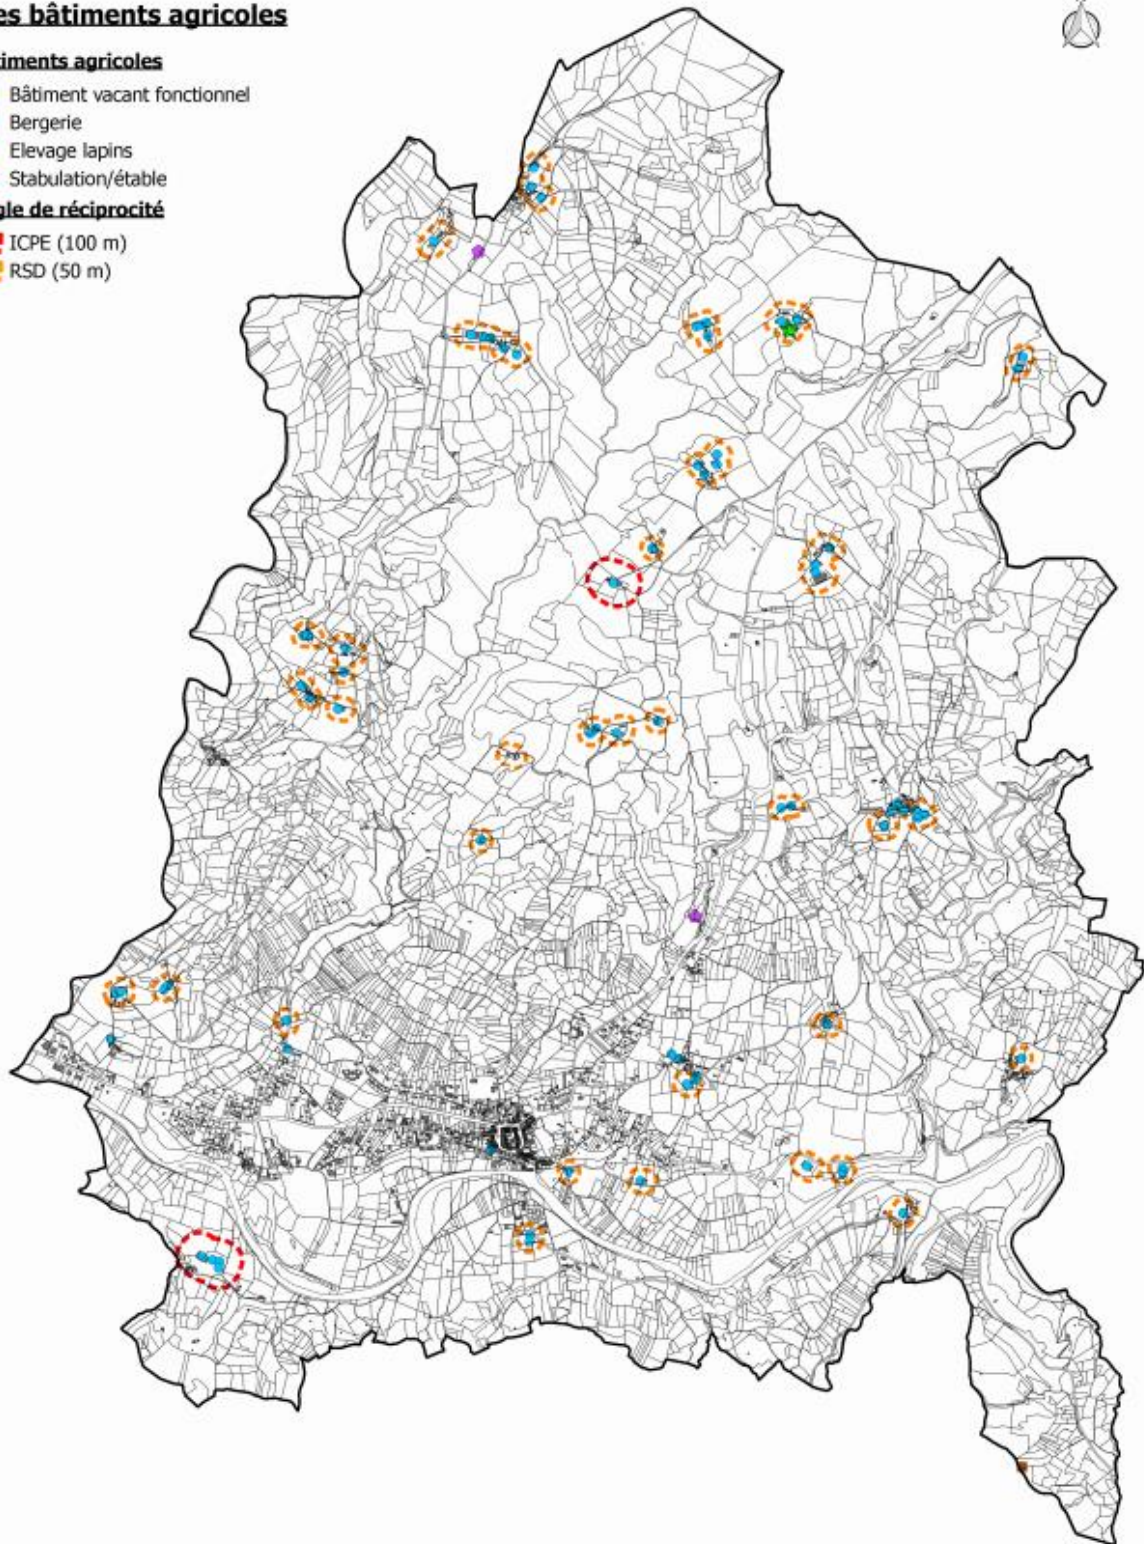 es bâtiments agricoles
timents agricoles
Bâtiment vacant fonctionnel
Bergerie
Elevage lapins
Stabulation/étable
gle de réciprocité
ICPE (100 m)
RSD (50 m)